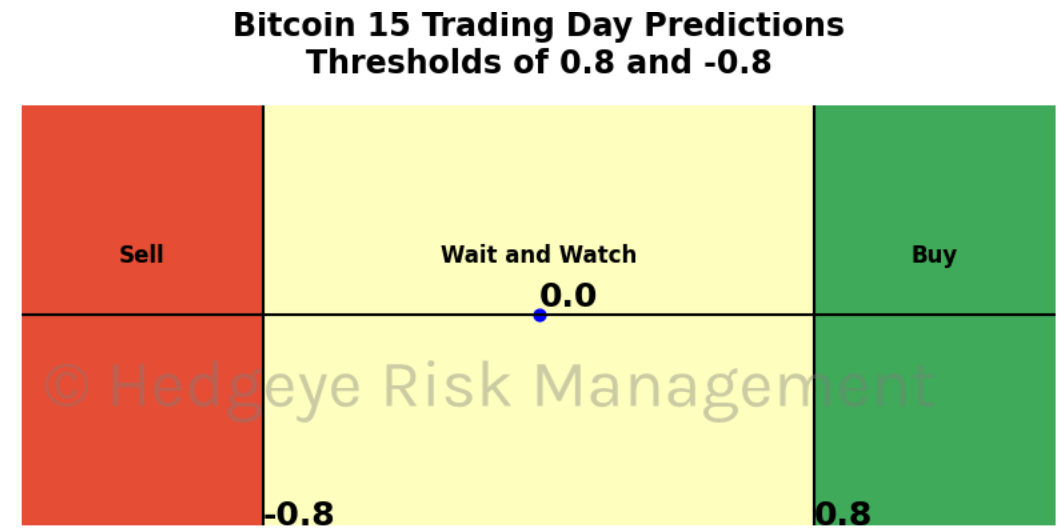 Bitcoin 15 Trading Day Predictions
Thresholds of 0.8 and -0.8
Sell
Wait and Watch
Buy
0.0
© Hedgeye Risk Management
-0.8
0.8